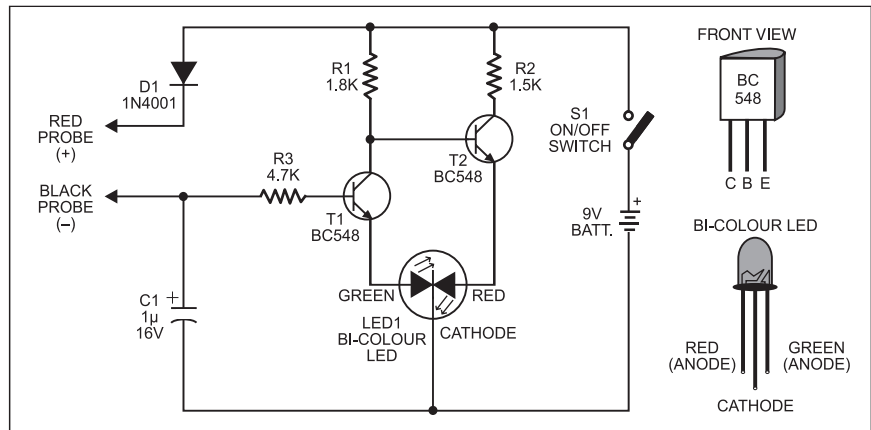 D1
1N4001
RED
PROBE
(+)
BLACK
PROBE
(–)
R1
1.8K
R2
1.5K
R3
4.7K
T1
BC548
T2
BC548
S1
ON/OFF
SWITCH
+
9V
BATT.
C1
+
1µ
16V
GREEN
RED
LED1
BI-COLOUR
LED
CATHODE
FRONT VIEW
BC
548
C B E
BI-COLOUR LED
RED
(ANODE)
GREEN
(ANODE)
CATHODE